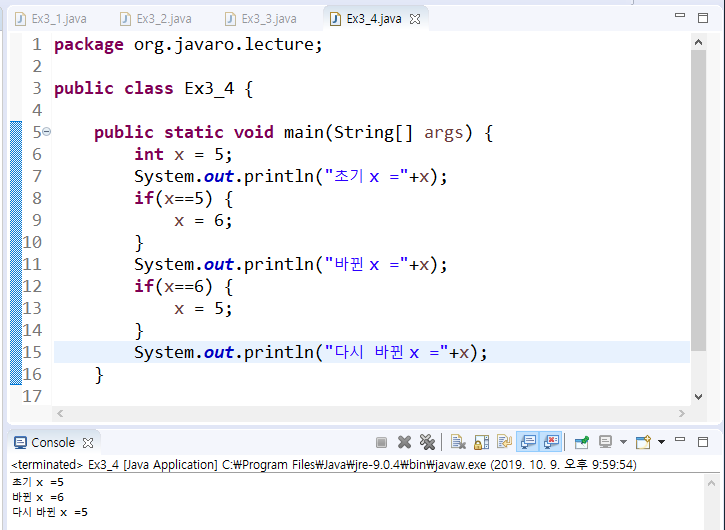 Ex3_1.java Ex3_2.java Ex3_3.java Ex3_4.java
1 package org.javaro.lecture;
2
3 public class Ex3_4 {
4
5 public static void main(String[] args) {
6 int x = 5;
7 System.out.println("초기 x ="+x);
8 if(x==5) {
9 x = 6;
10 }
11 System.out.println("바뀐 x ="+x);
12 if(x==6) {
13 x = 5;
14 }
15 System.out.println("다시 바뀐 x ="+x);
16 }
17
Console
<terminated> Ex3_4 [Java Application] C:₩Program Files₩Java₩jre-9.0.4₩bin₩javaw.exe (2019. 10. 9. 오후 9:59:54)
초기 x =5
바뀐 x =6
다시 바뀐 x =5